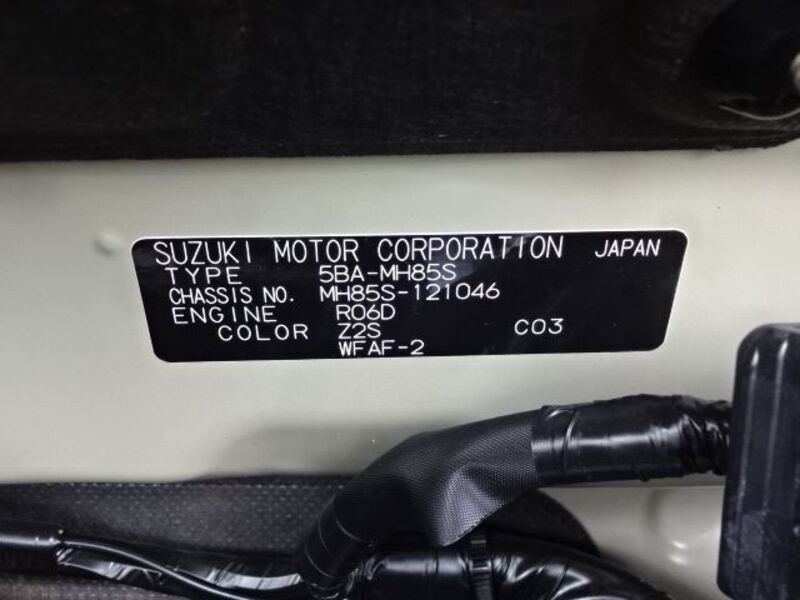 SUZUKI MOTOR CORPORATION JAPAN
TYPE 5BA-MH85S
CHASSIS NO. MH85S-121046
ENGINE R06D
COLOR Z2S C03
WFAF-2